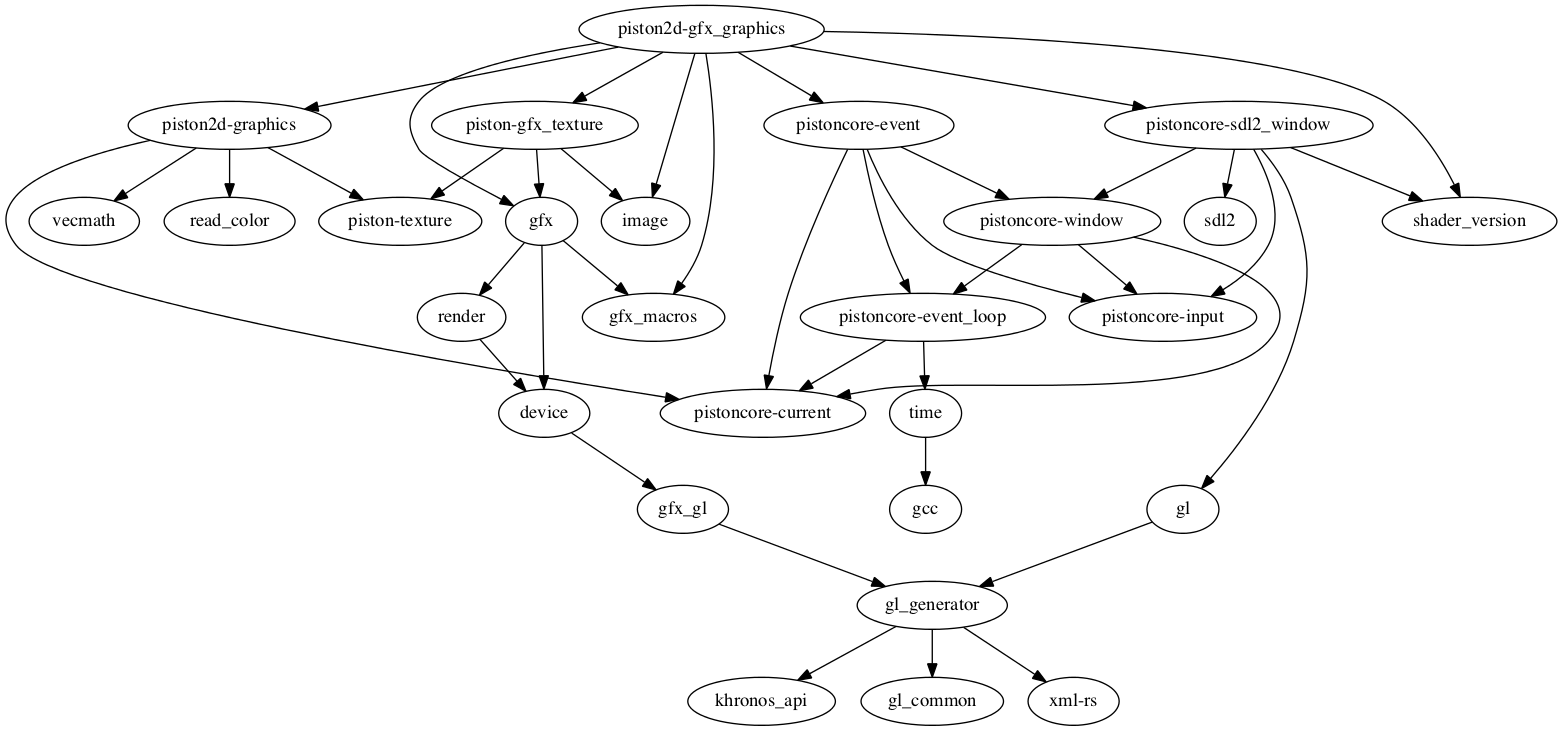 piston2d-gfx_graphics
piston2d-graphics
piston-gfx_texture
pistoncore-event
pistoncore-sdl2_window
vecmath
read_color
piston-texture
gfx
image
pistoncore-window
sdl2
shader_version
render
gfx_macros
pistoncore-event_loop
pistoncore-input
device
pistoncore-current
time
gfx_gl
gcc
gl
gl_generator
khronos_api
gl_common
xml-rs